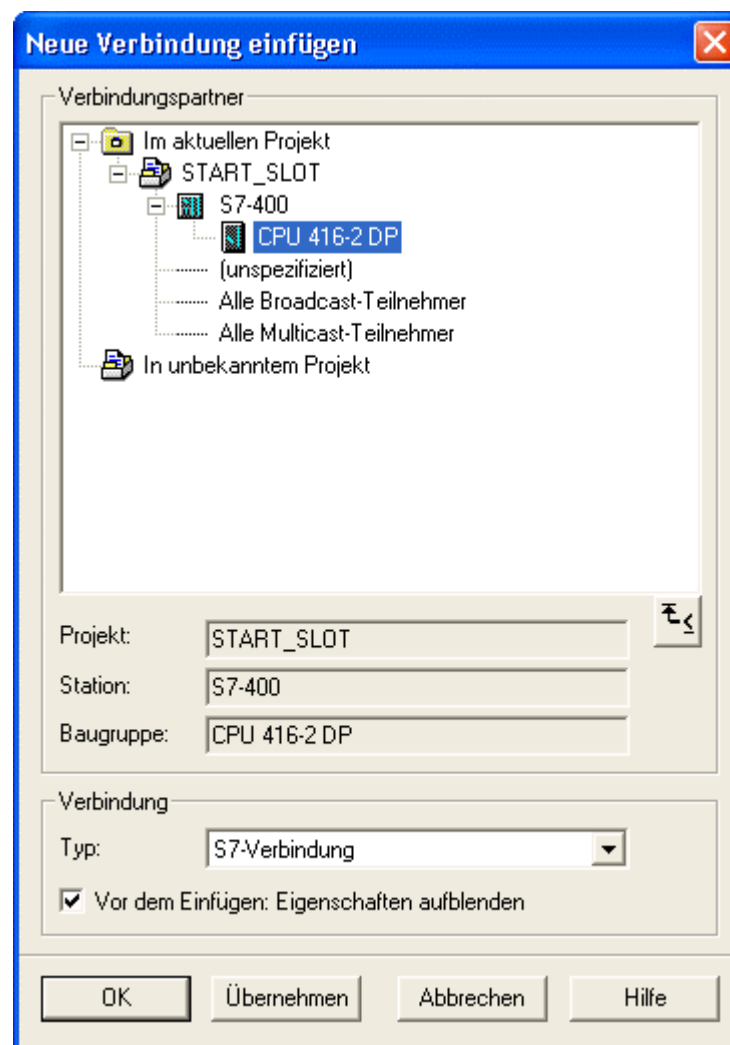 Neue Verbindung einfügen
Verbindungspartner
Im aktuellen Projekt
START_SLOT
S7-400
CPU 416-2 DP
(unspezifiziert)
Alle Broadcast-Teilnehmer
Alle Multicast-Teilnehmer
In unbekanntem Projekt
Projekt: START_SLOT
Station: S7-400
Baugruppe: CPU 416-2 DP
Verbindung
Typ: S7-Verbindung
Vor dem Einfügen: Eigenschaften aufblenden
OK Übernehmen Abbrechen Hilfe